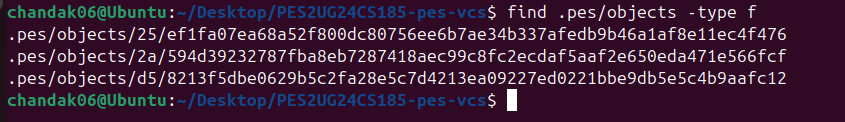 chandak06@Ubuntu:~/Desktop/PES2UG24CS185-pes-vcs$ find .pes/objects -type f
.pes/objects/25/ef1fa07ea68a52f800dc80756ee6b7ae34b337afedb9b46a1af8e11ec4f476
.pes/objects/2a/594d39232787fba8eb7287418aec99c8fc2ecdaf5aaf2e650eda471e566fcf
.pes/objects/d5/8213f5dbe0629b5c2fa28e5c7d4213ea09227ed0221bbe9db5e5c4b9aafc12
chandak06@Ubuntu:~/Desktop/PES2UG24CS185-pes-vcs$